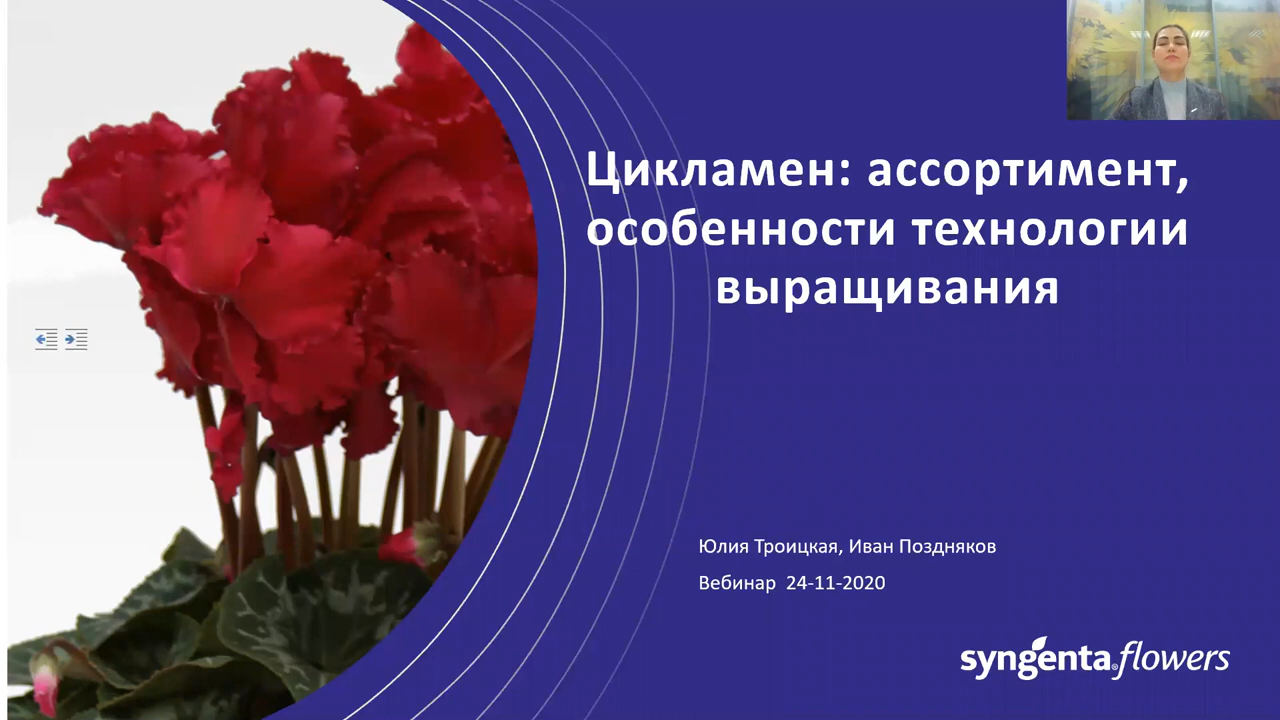 Цикламен: ассортимент,
особенности технологии
выращивания
Юлия Троицкая, Иван Поздняков
Вебинар 24-11-2020
syngenta® flowers